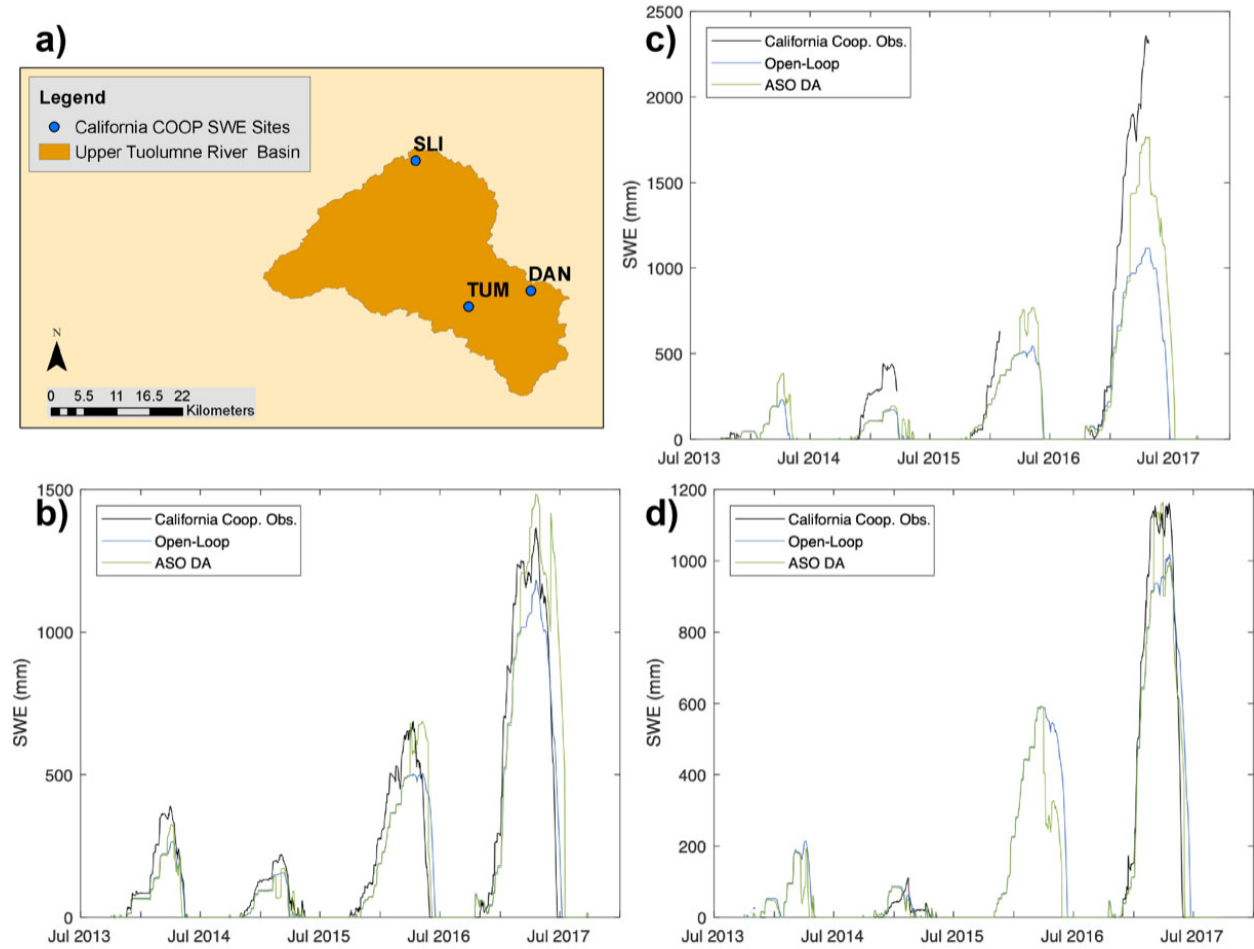 a)
Legend
California COOP SWE Sites
Upper Tuolumne River Basin
SLI
DAN
TUM
N
0 5.5 11 16.5 22
Kilometers
c)
2500
2000
1500
1000
500
0
SWE (mm)
California Coop. Obs.
Open-Loop
ASO DA
Jul 2013 Jul 2014 Jul 2015 Jul 2016 Jul 2017
b)
1500
1000
500
0
SWE (mm)
California Coop. Obs.
Open-Loop
ASO DA
Jul 2013 Jul 2014 Jul 2015 Jul 2016 Jul 2017
d)
1200
1000
800
600
400
200
0
SWE (mm)
California Coop. Obs.
Open-Loop
ASO DA
Jul 2013 Jul 2014 Jul 2015 Jul 2016 Jul 2017